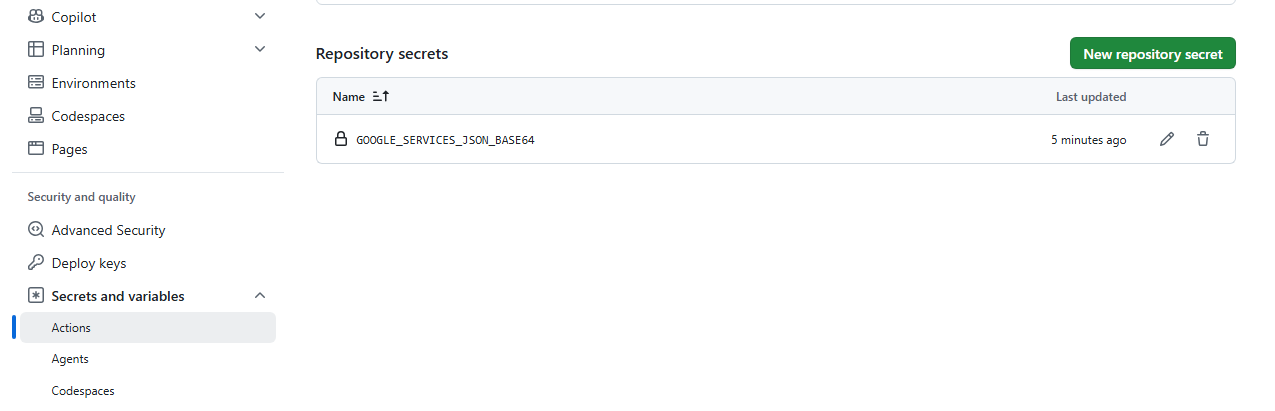 Copilot
Planning
Environments
Codespaces
Pages
Security and quality
Advanced Security
Deploy keys
Secrets and variables
Actions
Agents
Codespaces
Repository secrets
New repository secret
Name Last updated
GOOGLE_SERVICES_JSON_BASE64 5 minutes ago